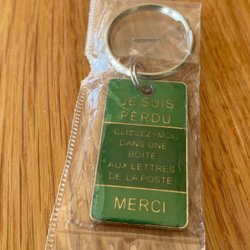 JE SUIS
PERDU
GLISSEZ-MOI
DANS UNE
BOITE
AUX LETTRES
DE LA POSTE
MERCI